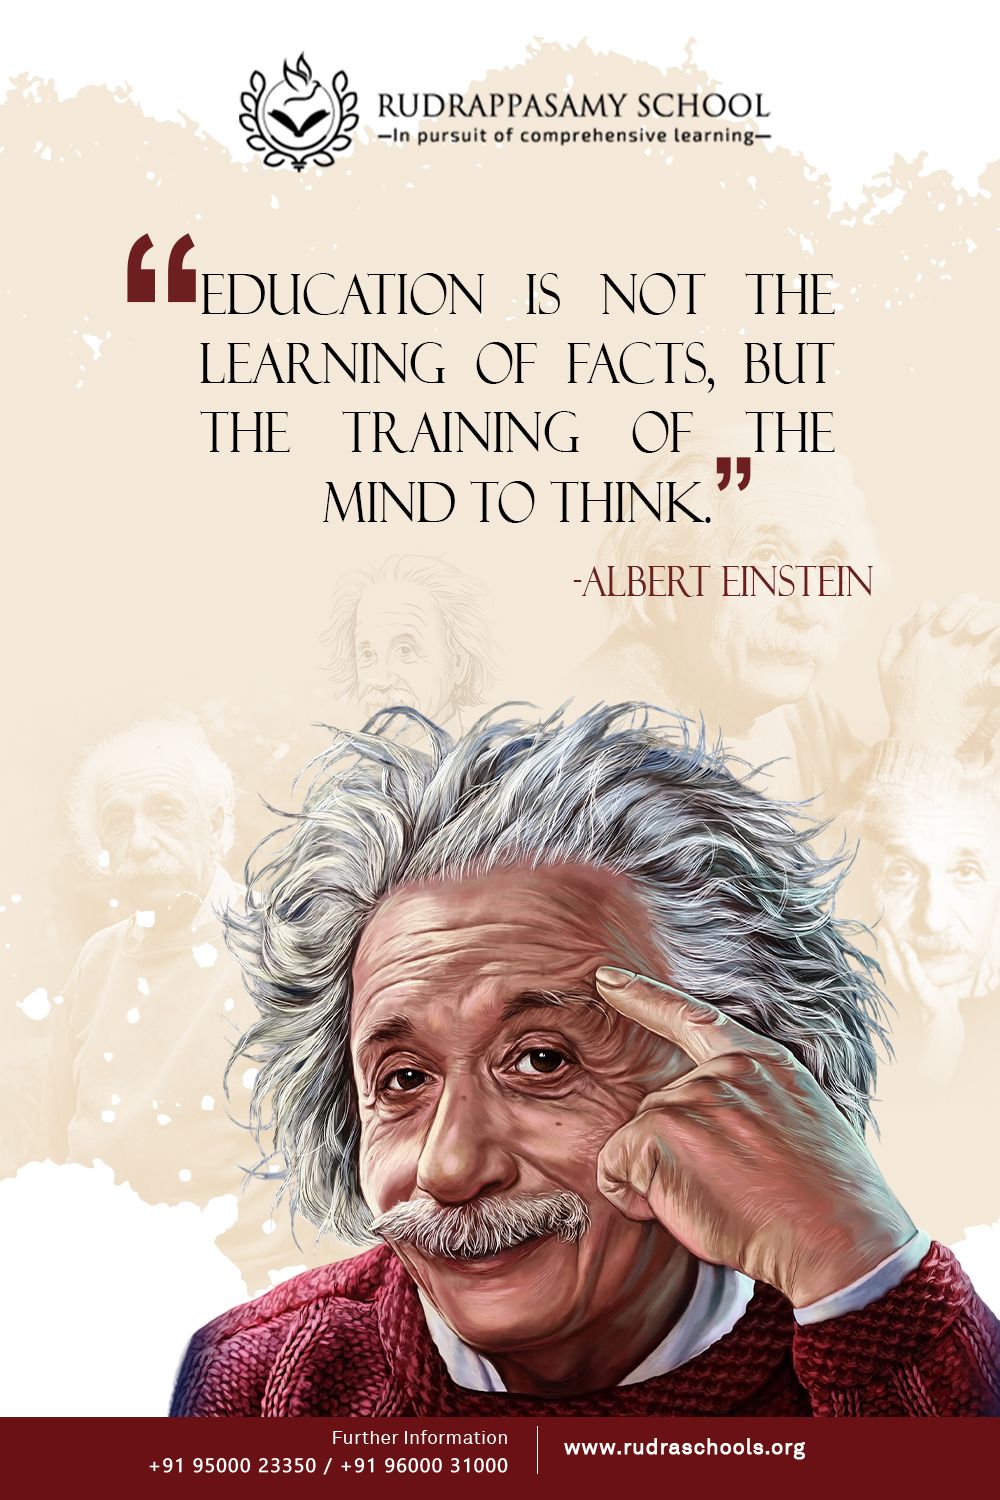 RUDRAPPASAMY SCHOOL
—In pursuit of comprehensive learning—
“EDUCATION IS NOT THE
LEARNING OF FACTS, BUT
THE TRAINING OF THE
MIND TO THINK.”
-ALBERT EINSTEIN
Further Information
+91 95000 23350 / +91 96000 31000
www.rudraschools.org